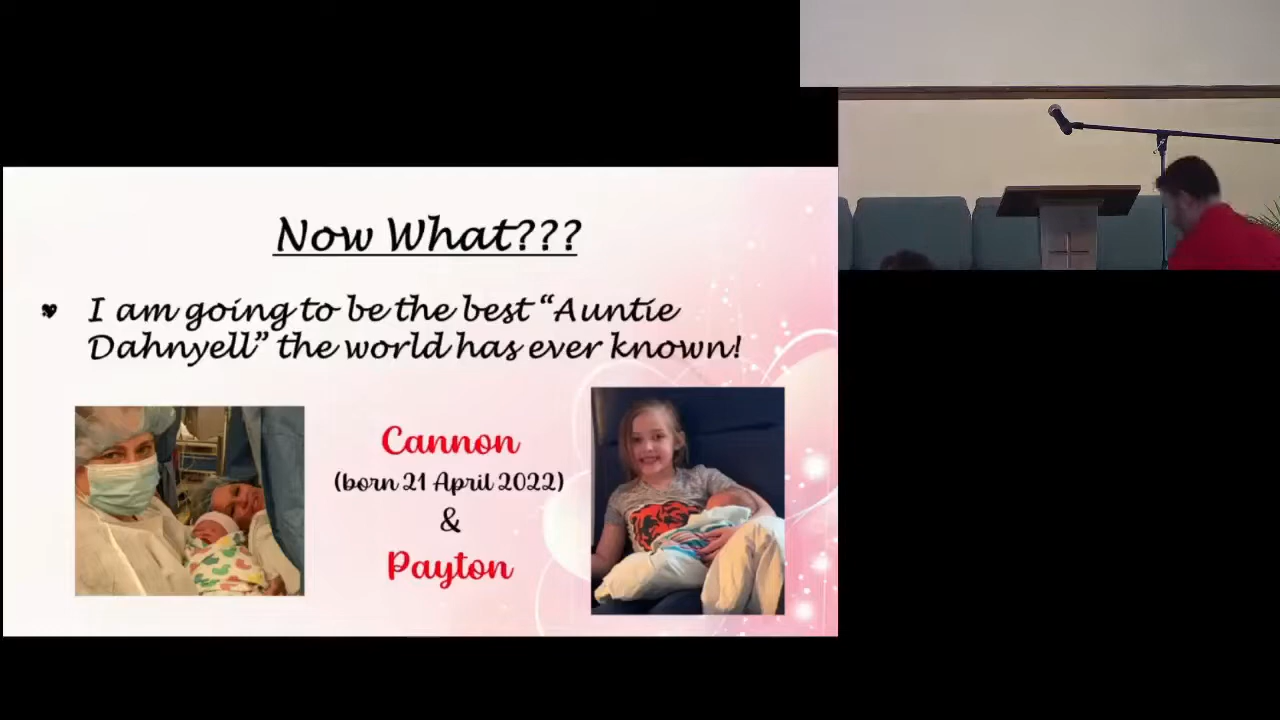 Now What???
I am going to be the best “Auntie
Dahnyell” the world has ever known!
Cannon
(born 21 April 2022)
&
Payton